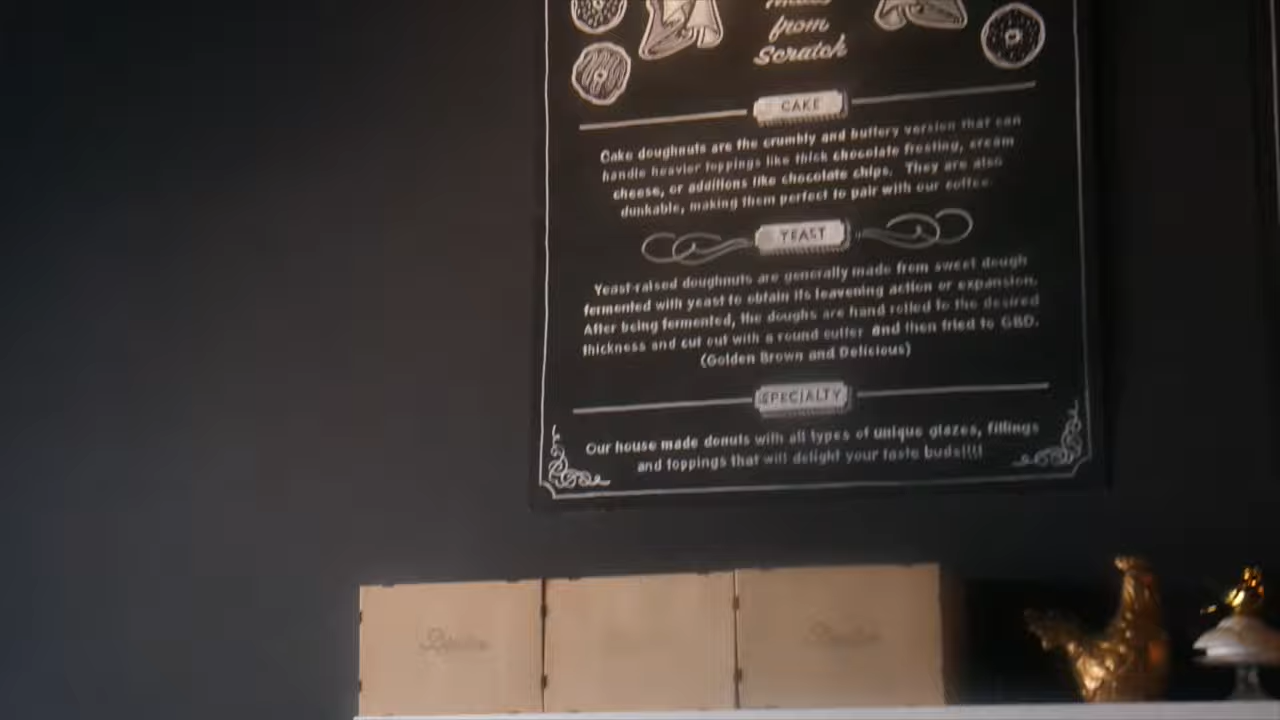 from
Scratch
CAKE
Cake doughnuts are the crumbly and buttery version that can
handle heavier toppings like thick chocolate frosting, cream
cheese, or additions like chocolate chips. They are also
dunkable, making them perfect to pair with our coffee.
YEAST
Yeast-raised doughnuts are generally made from sweet dough
fermented with yeast to obtain its leavening action or expansion.
After being fermented, the doughs are hand rolled to the desired
thickness and cut out with a round cutter and then fried to GBD.
(Golden Brown and Delicious)
SPECIALTY
Our house made donuts with all types of unique glazes, fillings
and toppings that will delight your taste buds!!!!